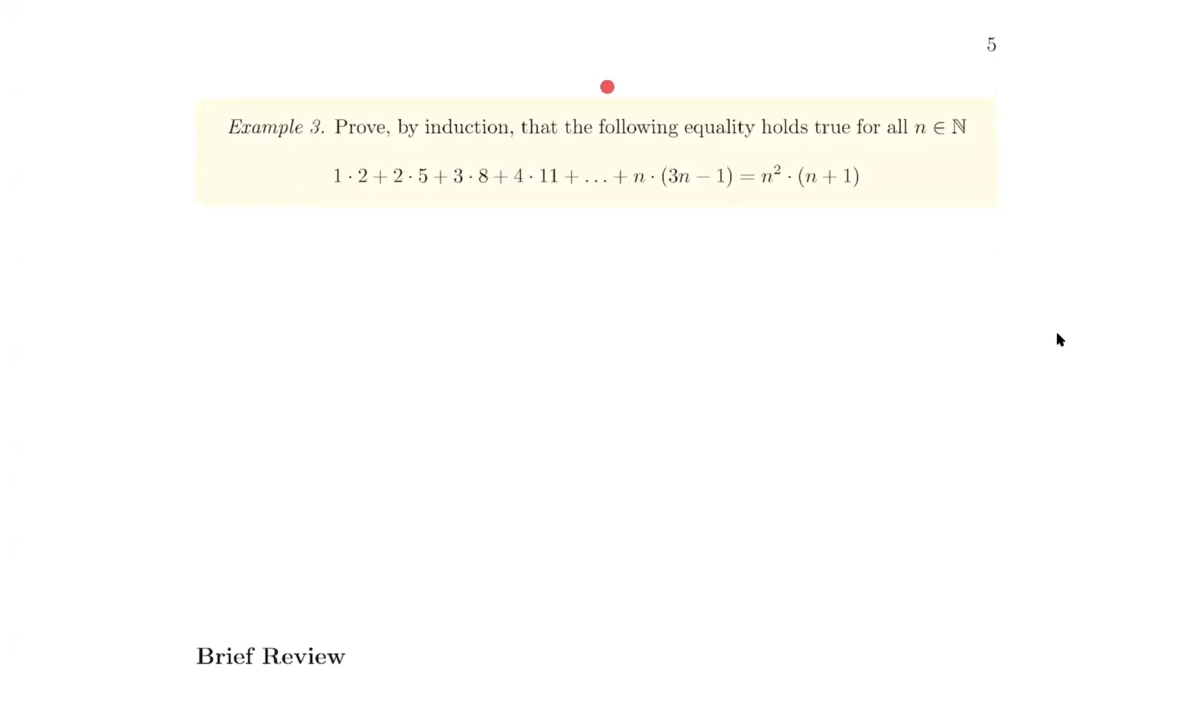 5
Example 3. Prove, by induction, that the following equality holds true for all n ∈ ℕ
1 · 2 + 2 · 5 + 3 · 8 + 4 · 11 + . . . + n · (3n − 1) = n² · (n + 1)
Brief Review